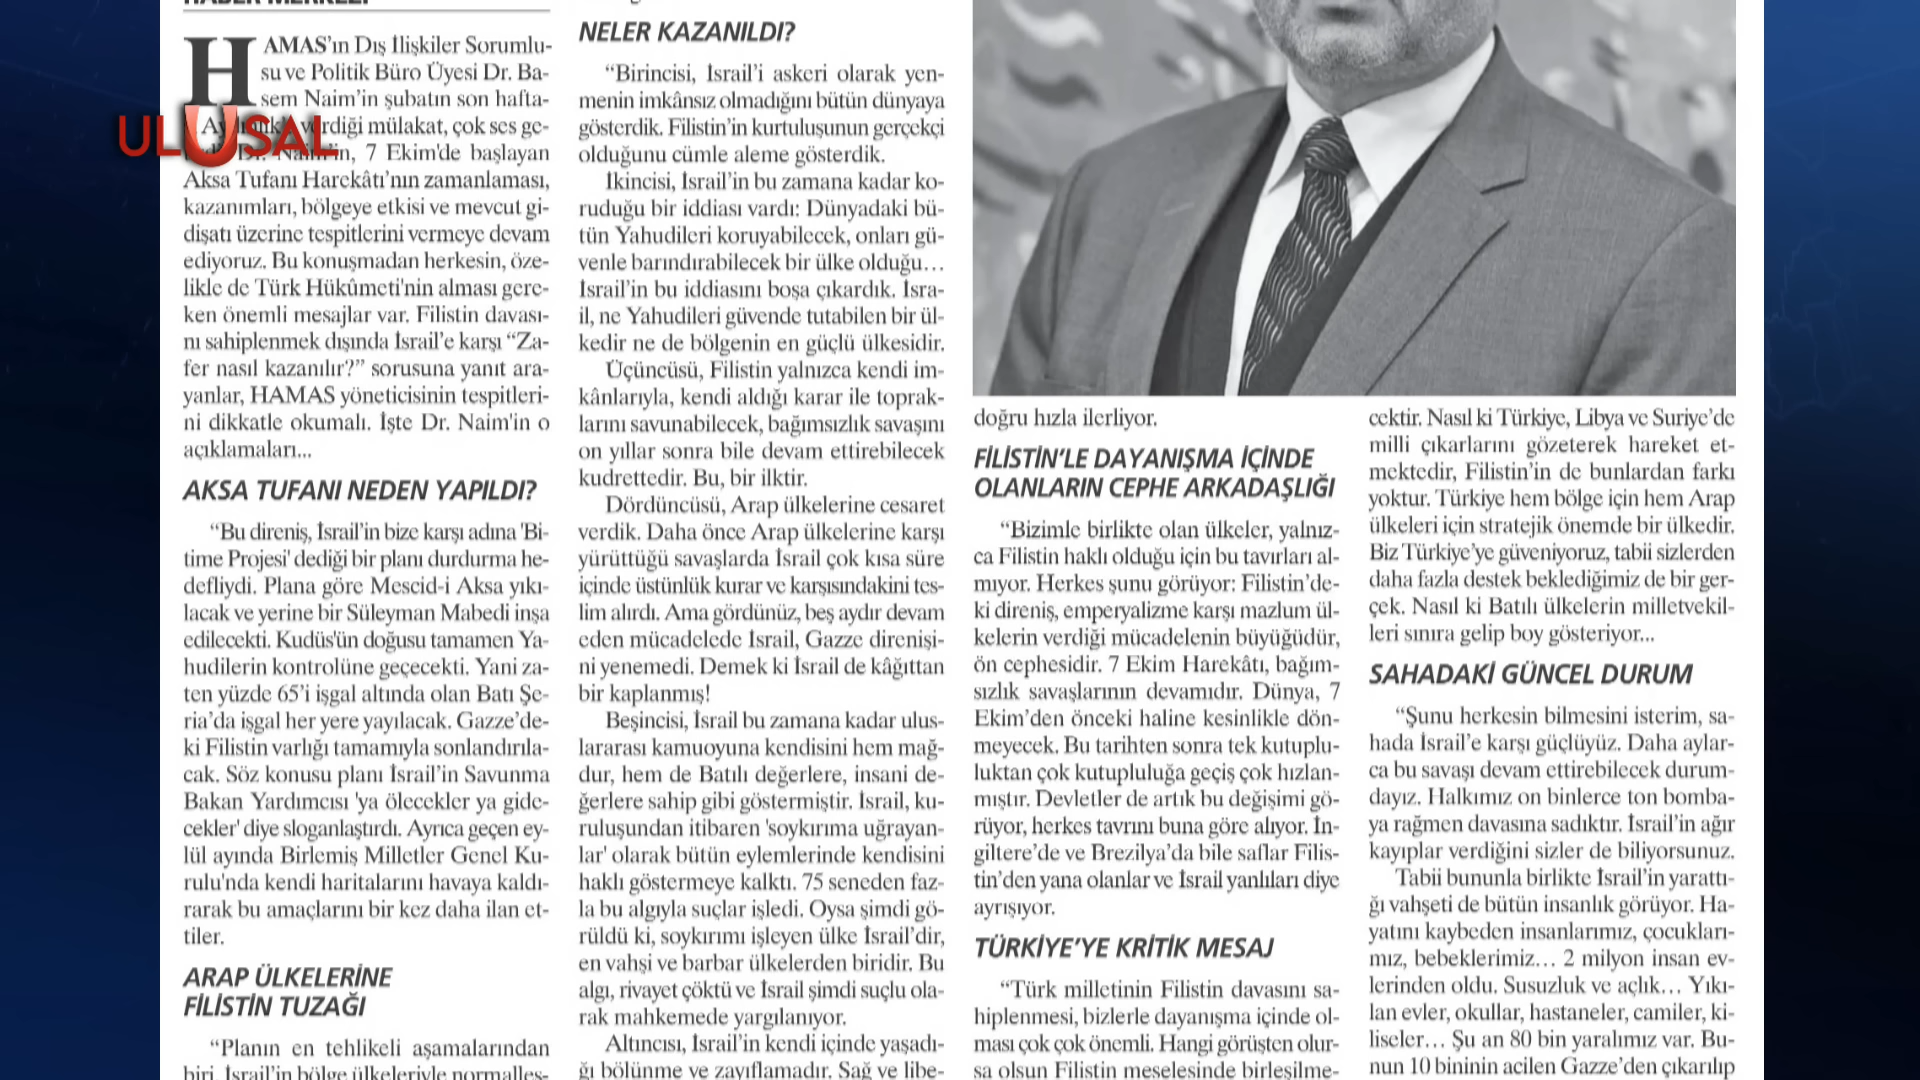 HABER MERKEZİ
HAMAS’ın Dış İlişkiler Sorumlu-
su ve Politik Büro Üyesi Dr. Ba-
sem Naim’in şubatın son hafta-
verdiği mülakat, çok ses ge-
Dr. Naim'in, 7 Ekim'de başlayan
Aksa Tufanı Harekâtı’nın zamanlaması,
kazanımları, bölgeye etkisi ve mevcut gi-
dişatı üzerine tespitlerini vermeye devam
ediyoruz. Bu konuşmadan herkesin, öze-
likle de Türk Hükûmeti'nin alması gere-
ken önemli mesajlar var. Filistin davası-
nı sahiplenmek dışında İsrail’e karşı “Za-
fer nasıl kazanılır?” sorusuna yanıt ara-
yanlar, HAMAS yöneticisinin tespitleri-
ni dikkatle okumalı. İşte Dr. Naim'in o
açıklamaları...
AKSA TUFANI NEDEN YAPILDI?
“Bu direniş, İsrail’in bize karşı adına 'Bi-
time Projesi' dediği bir planı durdurma he-
defliydi. Plana göre Mescid-i Aksa yıkı-
lacak ve yerine bir Süleyman Mabedi inşa
edilecekti. Kudüs'ün doğusu tamamen Ya-
hudilerin kontrolüne geçecekti. Yani za-
ten yüzde 65’i işgal altında olan Batı Şe-
ria’da işgal her yere yayılacak. Gazze’de-
ki Filistin varlığı tamamıyla sonlandırıla-
cak. Söz konusu planı İsrail’in Savunma
Bakan Yardımcısı 'ya ölecekler ya gide-
cekler' diye sloganlaştırdı. Ayrıca geçen ey-
lül ayında Birlemiş Milletler Genel Ku-
rulu'nda kendi haritalarını havaya kaldı-
rarak bu amaçlarını bir kez daha ilan et-
tiler.
ARAP ÜLKELERİNE
FİLİSTİN TUZAĞI
“Planın en tehlikeli aşamalarından
biri, İsrail’in bölge ülkeleriyle normalleş-
NELER KAZANILDI?
“Birincisi, İsrail’i askeri olarak yen-
menin imkânsız olmadığını bütün dünyaya
gösterdik. Filistin’in kurtuluşunun gerçekçi
olduğunu cümle aleme gösterdik.
İkincisi, İsrail’in bu zamana kadar ko-
ruduğu bir iddiası vardı: Dünyadaki bü-
tün Yahudileri koruyabilecek, onları gü-
venle barındırabilecek bir ülke olduğu…
İsrail’in bu iddiasını boşa çıkardık. İsra-
il, ne Yahudileri güvende tutabilen bir ül-
kedir ne de bölgenin en güçlü ülkesidir.
Üçüncüsü, Filistin yalnızca kendi im-
kânlarıyla, kendi aldığı karar ile toprak-
larını savunabilecek, bağımsızlık savaşını
on yıllar sonra bile devam ettirebilecek
kudrettedir. Bu, bir ilktir.
Dördüncüsü, Arap ülkelerine cesaret
verdik. Daha önce Arap ülkelerine karşı
yürüttüğü savaşlarda İsrail çok kısa süre
içinde üstünlük kurar ve karşısındakini tes-
lim alırdı. Ama gördünüz, beş aydır devam
eden mücadelede İsrail, Gazze direnişi-
ni yenemedi. Demek ki İsrail de kâğıttan
bir kaplanmış!
Beşincisi, İsrail bu zamana kadar ulus-
lararası kamuoyuna kendisini hem mağ-
dur, hem de Batılı değerlere, insani de-
ğerlere sahip gibi göstermiştir. İsrail, ku-
ruluşundan itibaren 'soykırıma uğrayan-
lar' olarak bütün eylemlerinde kendisini
haklı göstermeye kalktı. 75 seneden faz-
la bu algıyla suçlar işledi. Oysa şimdi gö-
rüldü ki, soykırımı işleyen ülke İsrail’dir,
en vahşi ve barbar ülkelerden biridir. Bu
algı, rivayet çöktü ve İsrail şimdi suçlu ola-
rak mahkemede yargılanıyor.
Altıncısı, İsrail’in kendi içinde yaşadı-
ğı bölünme ve zayıflamadır. Sağ ve libe-
doğru hızla ilerliyor.
FİLİSTİN’LE DAYANIŞMA İÇİNDE
OLANLARIN CEPHE ARKADAŞLIĞI
“Bizimle birlikte olan ülkeler, yalnız-
ca Filistin haklı olduğu için bu tavırları al-
mıyor. Herkes şunu görüyor: Filistin’de-
ki direniş, emperyalizme karşı mazlum ül-
kelerin verdiği mücadelenin büyüğüdür,
ön cephesidir. 7 Ekim Harekâtı, bağım-
sızlık savaşlarının devamıdır. Dünya, 7
Ekim’den önceki haline kesinlikle dön-
meyecek. Bu tarihten sonra tek kutuplu-
luktan çok kutupluluğa geçiş çok hızlan-
mıştır. Devletler de artık bu değişimi gö-
rüyor, herkes tavrını buna göre alıyor. İn-
giltere’de ve Brezilya’da bile saflar Filis-
tin’den yana olanlar ve İsrail yanlıları diye
ayrışıyor.
TÜRKİYE’YE KRİTİK MESAJ
“Türk milletinin Filistin davasını sa-
hiplenmesi, bizlerle dayanışma içinde ol-
ması çok çok önemli. Hangi görüşten olur-
sa olsun Filistin meselesinde birleşilme-
cektir. Nasıl ki Türkiye, Libya ve Suriye’de
milli çıkarlarını gözeterek hareket et-
mektedir, Filistin’in de bunlardan farkı
yoktur. Türkiye hem bölge için hem Arap
ülkeleri için stratejik önemde bir ülkedir.
Biz Türkiye’ye güveniyoruz, tabii sizlerden
daha fazla destek beklediğimiz de bir ger-
çek. Nasıl ki Batılı ülkelerin milletvekil-
leri sınıra gelip boy gösteriyor...
SAHADAKİ GÜNCEL DURUM
“Şunu herkesin bilmesini isterim, sa-
hada İsrail’e karşı güçlüyüz. Daha aylar-
ca bu savaşı devam ettirebilecek durum-
dayız. Halkımız on binlerce ton bomba-
ya rağmen davasına sadıktır. İsrail’in ağır
kayıplar verdiğini sizler de biliyorsunuz.
Tabii bununla birlikte İsrail’in yarattı-
ğı vahşeti de bütün insanlık görüyor. Ha-
yatını kaybeden insanlarımız, çocukları-
mız, bebeklerimiz… 2 milyon insan ev-
lerinden oldu. Susuzluk ve açlık… Yıkı-
lan evler, okullar, hastaneler, camiler, ki-
liseler… Şu an 80 bin yaralımız var. Bu-
nun 10 bininin acilen Gazze’den çıkarılıp
ULUSAL